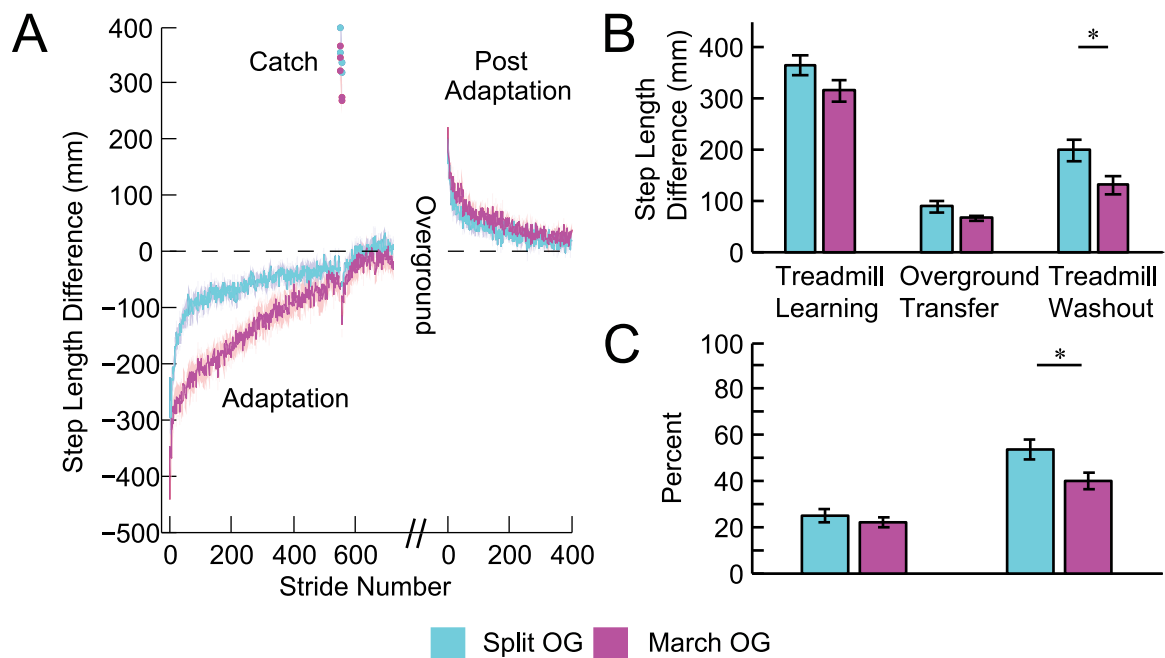 A
Step Length Difference (mm)
400
300
200
100
0
−100
−200
−300
−400
−500
Catch
Post
Adaptation
Overground
Adaptation
0
200
400
600
0
200
400
Stride Number
B
Step Length
Difference (mm)
400
300
200
100
0
*
Treadmill
Learning
Overground
Transfer
Treadmill
Washout
C
Percent
100
80
60
40
20
0
*
Split OG
March OG